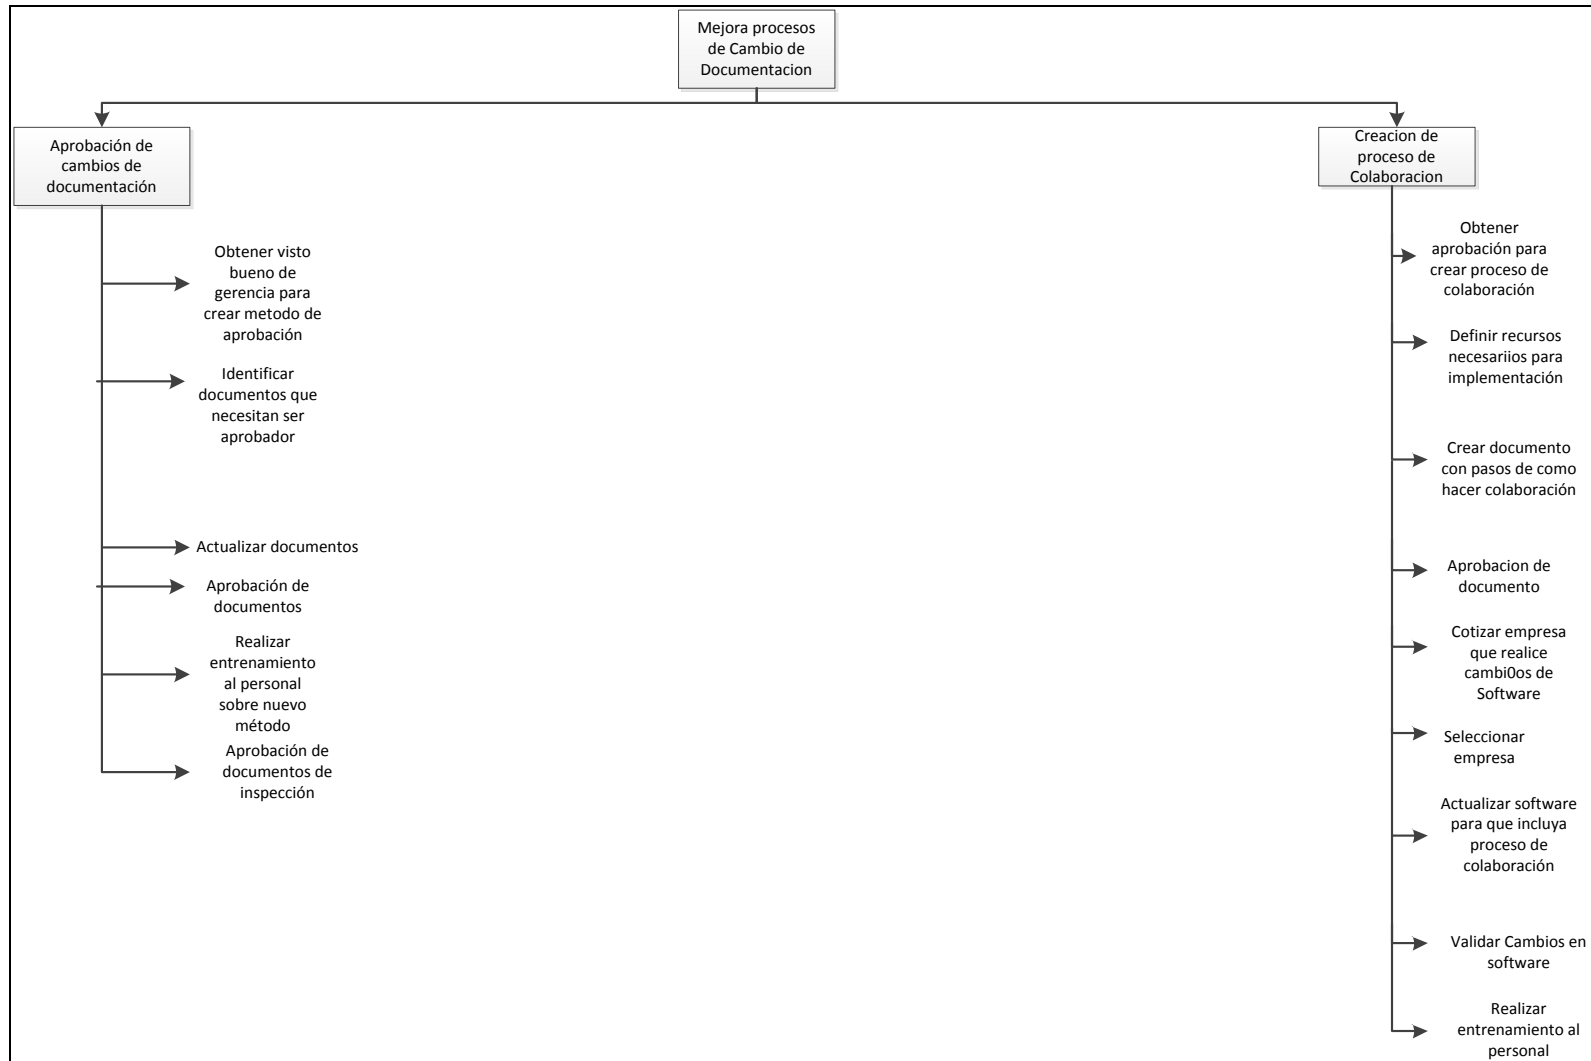 Mejora procesos
de Cambio de
Documentacion
Aprobación de
cambios de
documentación
Obtener visto
bueno de
gerencia para
crear metodo de
aprobación
Identificar
documentos que
necesitan ser
aprobador
Actualizar documentos
Aprobación de
documentos
Realizar
entrenamiento
al personal
sobre nuevo
método
Aprobación de
documentos de
inspección
Creacion de
proceso de
Colaboracion
Obtener
aprobación para
crear proceso de
colaboración
Definir recursos
necesariios para
implementación
Crear documento
con pasos de como
hacer colaboración
Aprobacion de
documento
Cotizar empresa
que realice
cambi0os de
Software
Seleccionar
empresa
Actualizar software
para que incluya
proceso de
colaboración
Validar Cambios en
software
Realizar
entrenamiento al
personal